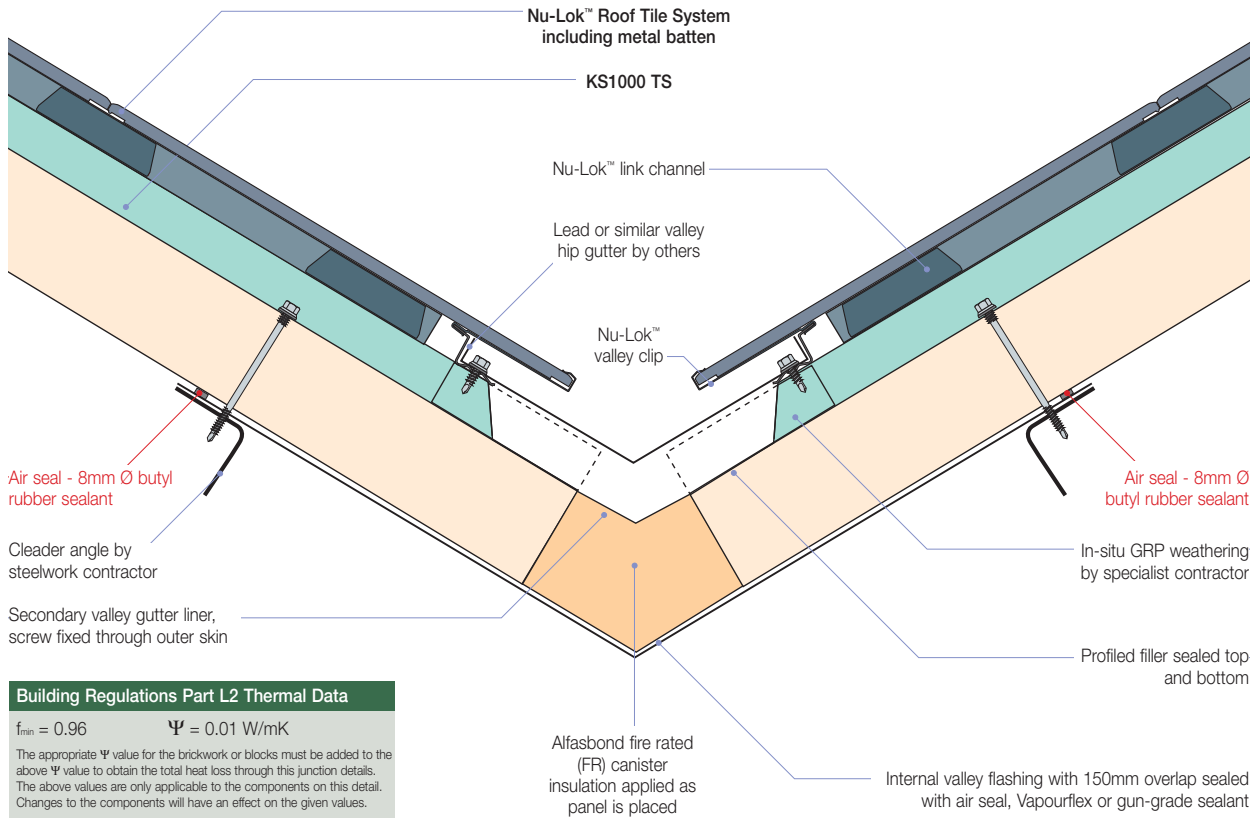 Nu-Lok™ Roof Tile System
including metal batten
KS1000 TS
Nu-Lok™ link channel
Lead or similar valley
hip gutter by others
Nu-Lok™
valley clip
Air seal - 8mm Ø butyl
rubber sealant
Air seal - 8mm Ø
butyl rubber sealant
Cleader angle by
steelwork contractor
In-situ GRP weathering
by specialist contractor
Secondary valley gutter liner,
screw fixed through outer skin
Profiled filler sealed top
and bottom
Building Regulations Part L2 Thermal Data
fmin = 0.96 Ψ = 0.01 W/mK
The appropriate Ψ value for the brickwork or blocks must be added to the
above Ψ value to obtain the total heat loss through this junction details.
The above values are only applicable to the components on this detail.
Changes to the components will have an effect on the given values.
Alfasbond fire rated
(FR) canister
insulation applied as
panel is placed
Internal valley flashing with 150mm overlap sealed
with air seal, Vapourflex or gun-grade sealant